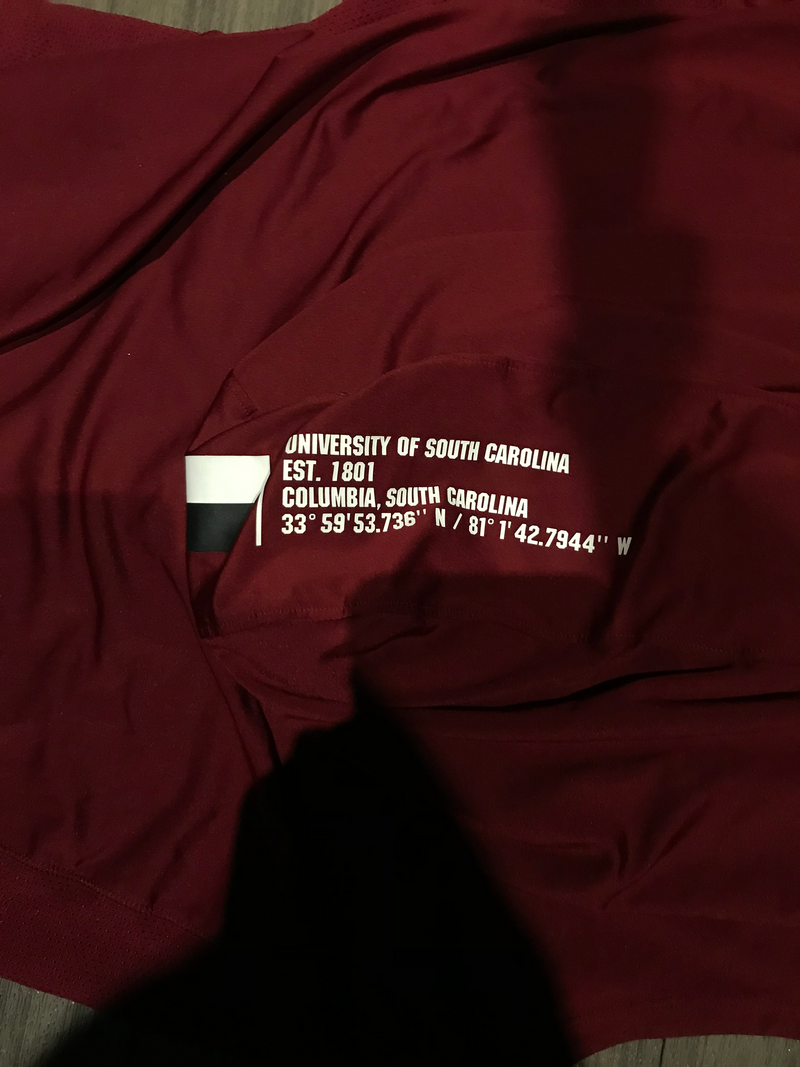 UNIVERSITY OF SOUTH CAROLINA
EST. 1801
COLUMBIA, SOUTH CAROLINA
33° 59' 53.736'' N / 81° 1' 42.7944'' W